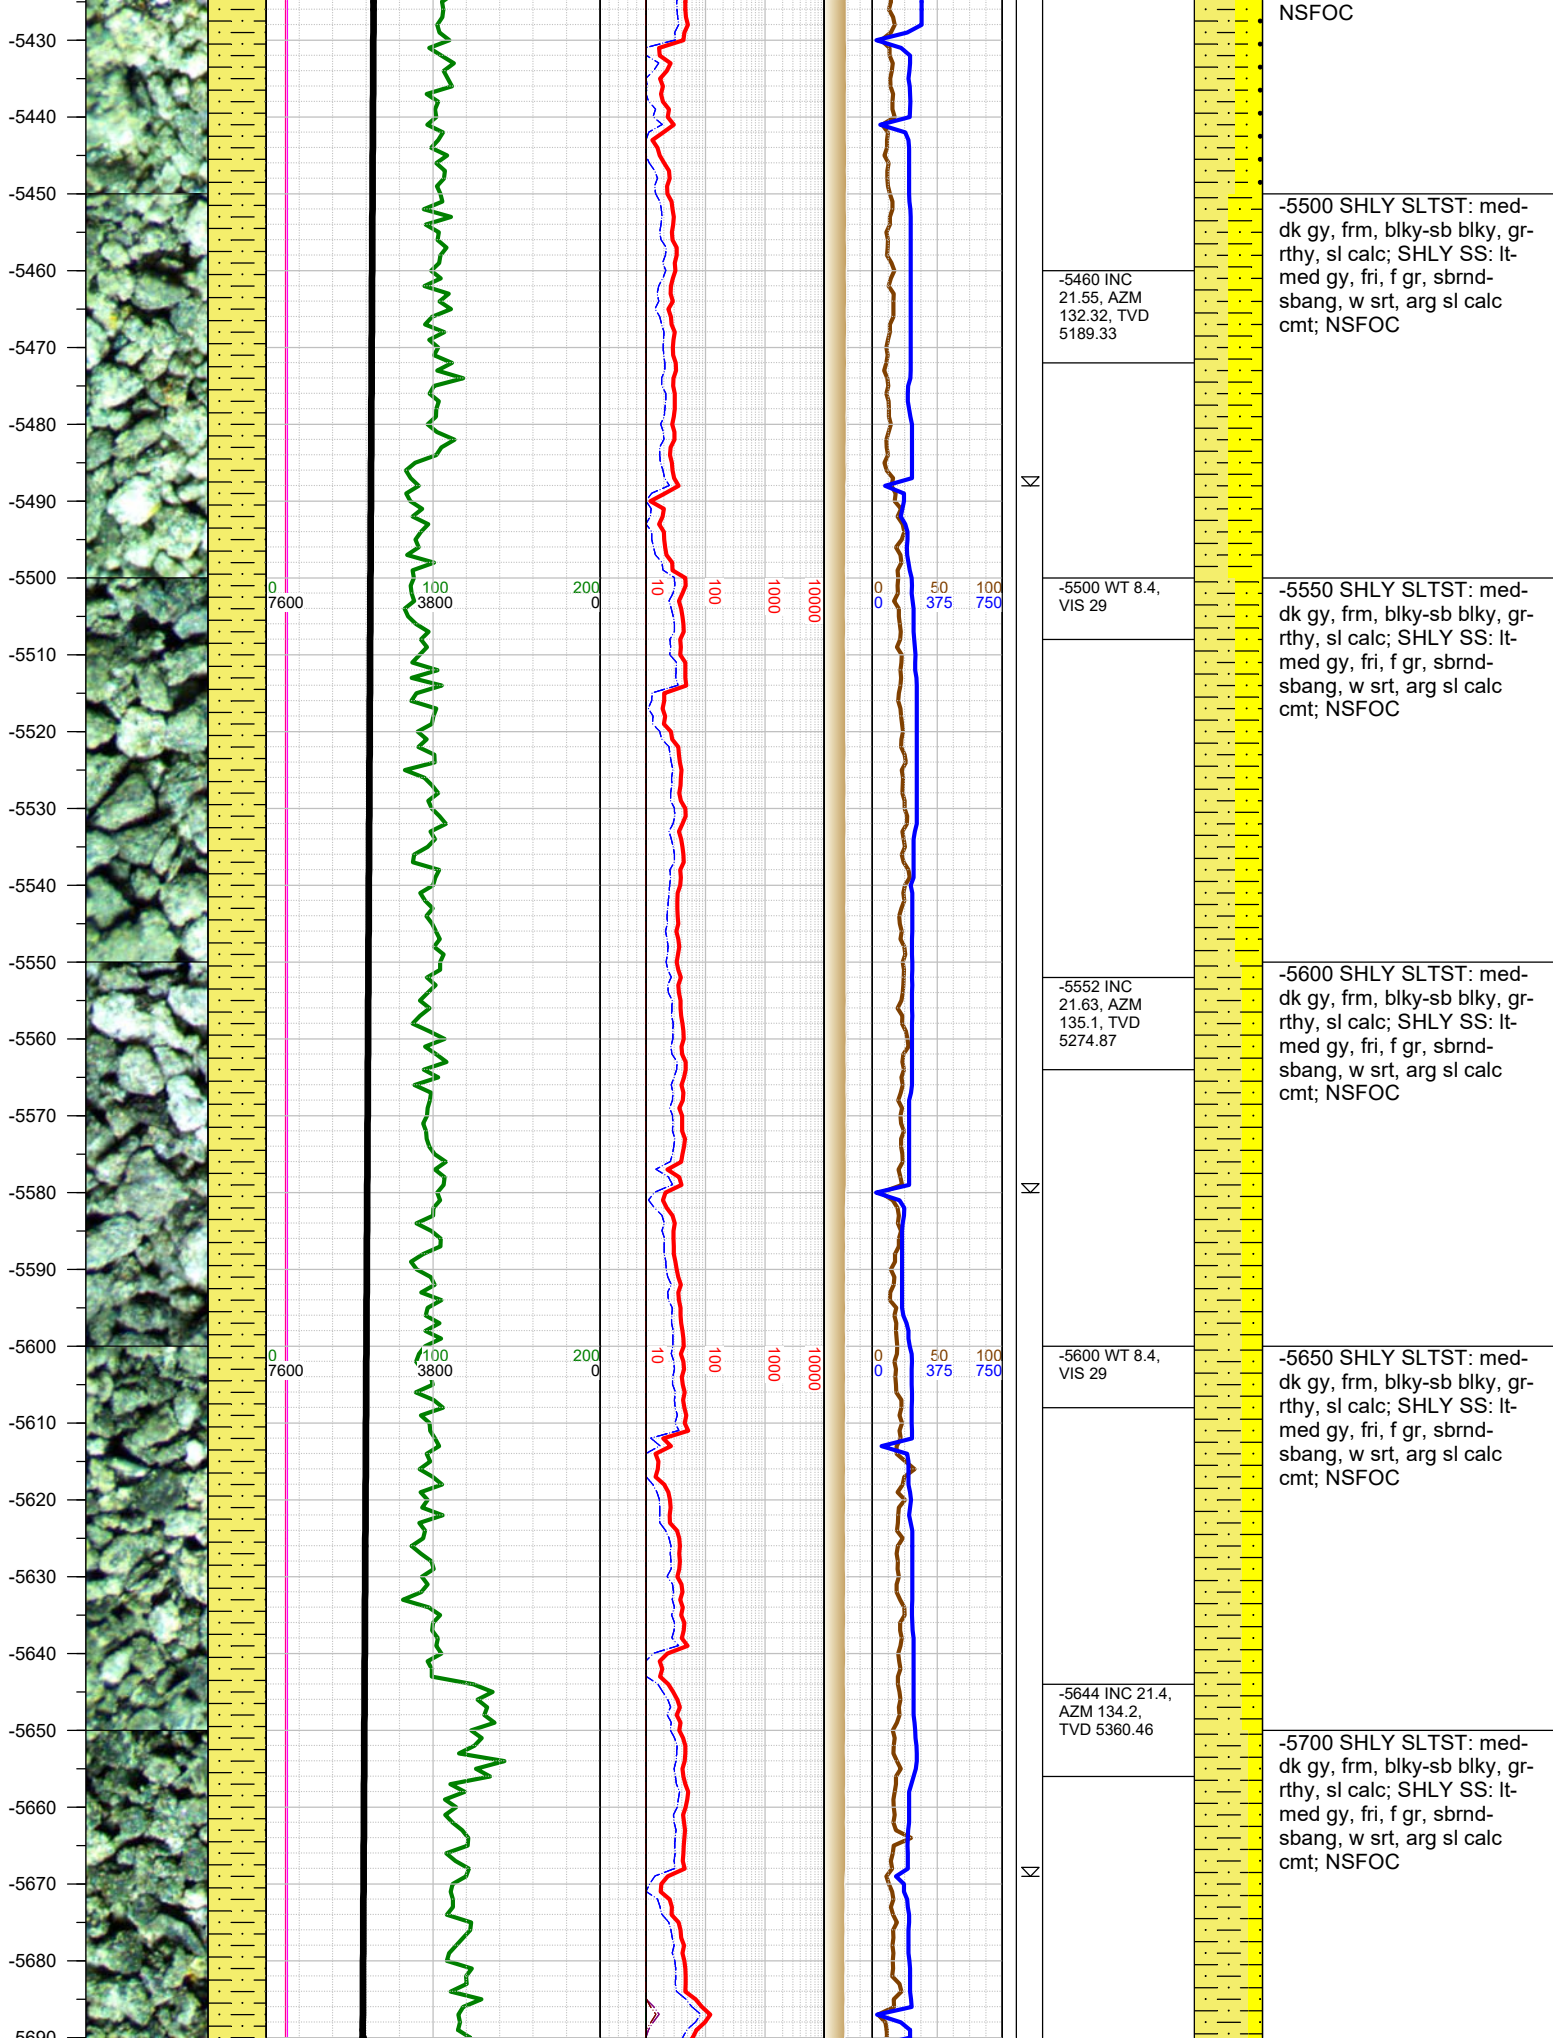 NSFOC
-5430
-5440
-5450
-5500 SHLY SLTST: med-
dk gy, frm, blky-sb blky, gr-
rthy, sl calc; SHLY SS: lt-
med gy, fri, f gr, sbrnd-
sbang, w srt, arg sl calc
cmt; NSFOC
-5460
-5460 INC
21.55, AZM
132.32, TVD
5189.33
-5470
-5480
-5490
-5500
0 100 200
7600 3800 0
10 100 1000 10000
0 50 100
0 375 750
-5500 WT 8.4,
VIS 29
-5550 SHLY SLTST: med-
dk gy, frm, blky-sb blky, gr-
rthy, sl calc; SHLY SS: lt-
med gy, fri, f gr, sbrnd-
sbang, w srt, arg sl calc
cmt; NSFOC
-5510
-5520
-5530
-5540
-5550
-5552 INC
21.63, AZM
135.1, TVD
5274.87
-5600 SHLY SLTST: med-
dk gy, frm, blky-sb blky, gr-
rthy, sl calc; SHLY SS: lt-
med gy, fri, f gr, sbrnd-
sbang, w srt, arg sl calc
cmt; NSFOC
-5560
-5570
-5580
-5590
-5600
0 100 200
7600 3800 0
10 100 1000 10000
0 50 100
0 375 750
-5600 WT 8.4,
VIS 29
-5650 SHLY SLTST: med-
dk gy, frm, blky-sb blky, gr-
rthy, sl calc; SHLY SS: lt-
med gy, fri, f gr, sbrnd-
sbang, w srt, arg sl calc
cmt; NSFOC
-5610
-5620
-5630
-5640
-5644 INC 21.4,
AZM 134.2,
TVD 5360.46
-5650
-5700 SHLY SLTST: med-
dk gy, frm, blky-sb blky, gr-
rthy, sl calc; SHLY SS: lt-
med gy, fri, f gr, sbrnd-
sbang, w srt, arg sl calc
cmt; NSFOC
-5660
-5670
-5680
-5690